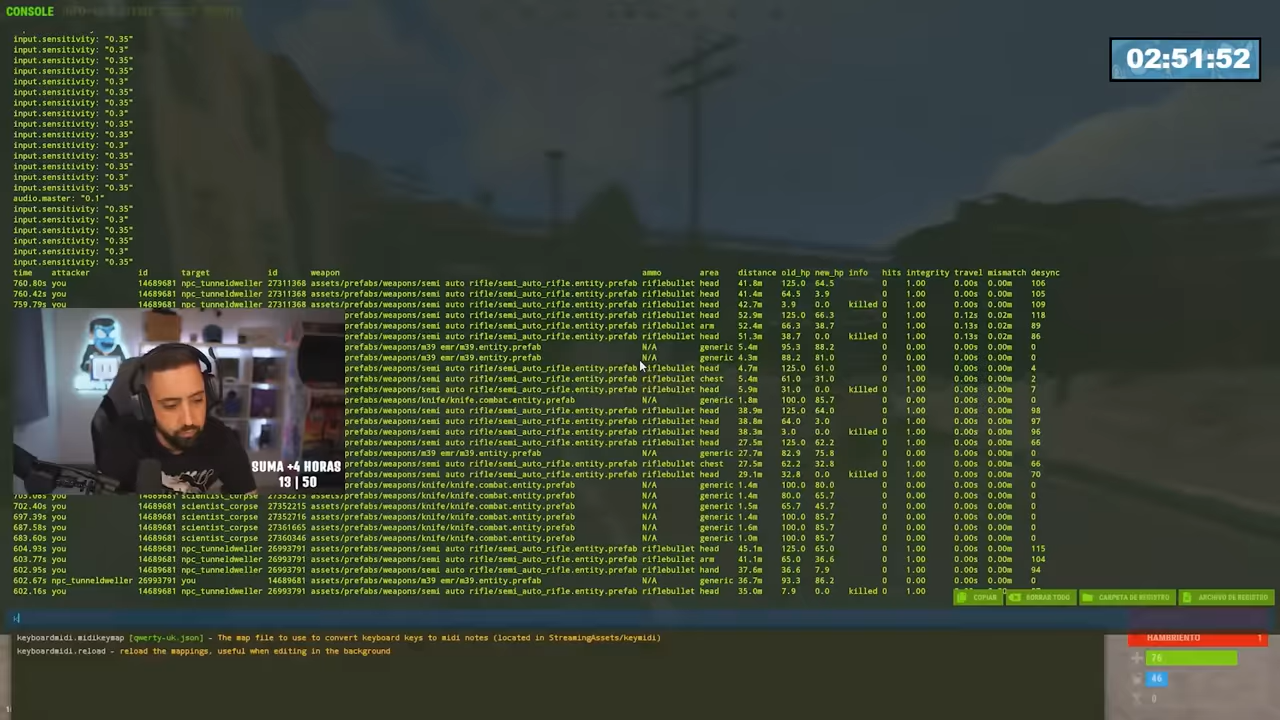 CONSOLE
02:51:52
input.sensitivity: "0.35"
input.sensitivity: "0.3"
input.sensitivity: "0.35"
input.sensitivity: "0.35"
input.sensitivity: "0.3"
input.sensitivity: "0.35"
input.sensitivity: "0.35"
input.sensitivity: "0.3"
input.sensitivity: "0.35"
input.sensitivity: "0.35"
input.sensitivity: "0.3"
input.sensitivity: "0.35"
input.sensitivity: "0.35"
input.sensitivity: "0.3"
input.sensitivity: "0.35"
audio.master: "0.1"
input.sensitivity: "0.35"
input.sensitivity: "0.3"
input.sensitivity: "0.35"
input.sensitivity: "0.35"
input.sensitivity: "0.3"
input.sensitivity: "0.35"
time attacker id target id weapon ammo area distance old_hp new_hp info hits integrity travel mismatch desync
760.80s you 14689681 npc_tunneldweller 27311368 assets/prefabs/weapons/semi auto rifle/semi_auto_rifle.entity.prefab riflebullet head 41.8m 125.0 64.5 0 1.00 0.00s 0.00m 106
760.42s you 14689681 npc_tunneldweller 27311368 assets/prefabs/weapons/semi auto rifle/semi_auto_rifle.entity.prefab riflebullet head 41.4m 64.5 3.9 0 1.00 0.00s 0.00m 105
759.79s you 14689681 npc_tunneldweller 27311368 assets/prefabs/weapons/semi auto rifle/semi_auto_rifle.entity.prefab riflebullet head 42.7m 3.9 0.0 killed 0 1.00 0.00s 0.00m 109
prefabs/weapons/semi auto rifle/semi_auto_rifle.entity.prefab riflebullet head 52.9m 125.0 66.3 0 1.00 0.12s 0.02m 118
prefabs/weapons/semi auto rifle/semi_auto_rifle.entity.prefab riflebullet arm 52.4m 66.3 38.7 0 1.00 0.13s 0.02m 89
prefabs/weapons/semi auto rifle/semi_auto_rifle.entity.prefab riflebullet head 51.3m 38.7 0.0 killed 0 1.00 0.13s 0.02m 86
prefabs/weapons/m39 emr/m39.entity.prefab N/A generic 5.4m 95.3 88.2 0 1.00 0.00s 0.00m 0
prefabs/weapons/m39 emr/m39.entity.prefab N/A generic 4.3m 88.2 81.0 0 1.00 0.00s 0.00m 0
prefabs/weapons/semi auto rifle/semi_auto_rifle.entity.prefab riflebullet head 4.7m 125.0 61.0 0 1.00 0.00s 0.00m 4
prefabs/weapons/semi auto rifle/semi_auto_rifle.entity.prefab riflebullet chest 5.4m 61.0 31.0 0 1.00 0.00s 0.00m 2
prefabs/weapons/semi auto rifle/semi_auto_rifle.entity.prefab riflebullet head 5.9m 31.0 0.0 killed 0 1.00 0.00s 0.00m 7
prefabs/weapons/knife/knife.combat.entity.prefab N/A generic 1.8m 100.0 85.7 0 1.00 0.00s 0.00m 0
prefabs/weapons/semi auto rifle/semi_auto_rifle.entity.prefab riflebullet head 38.9m 125.0 64.0 0 1.00 0.00s 0.00m 98
prefabs/weapons/semi auto rifle/semi_auto_rifle.entity.prefab riflebullet head 38.8m 64.0 3.0 0 1.00 0.00s 0.00m 97
prefabs/weapons/semi auto rifle/semi_auto_rifle.entity.prefab riflebullet head 38.3m 3.0 0.0 killed 0 1.00 0.00s 0.00m 96
prefabs/weapons/semi auto rifle/semi_auto_rifle.entity.prefab riflebullet head 27.5m 125.0 62.2 0 1.00 0.00s 0.00m 66
prefabs/weapons/m39 emr/m39.entity.prefab N/A generic 27.7m 82.9 75.8 0 1.00 0.00s 0.00m 0
prefabs/weapons/semi auto rifle/semi_auto_rifle.entity.prefab riflebullet chest 27.5m 62.2 32.8 0 1.00 0.00s 0.00m 66
prefabs/weapons/semi auto rifle/semi_auto_rifle.entity.prefab riflebullet head 29.1m 32.8 0.0 killed 0 1.00 0.00s 0.00m 70
prefabs/weapons/knife/knife.combat.entity.prefab N/A generic 1.4m 100.0 80.0 0 1.00 0.00s 0.00m 0
you 14689681 scientist_corpse 27352215 assets/prefabs/weapons/knife/knife.combat.entity.prefab N/A generic 1.4m 80.0 65.7 0 1.00 0.00s 0.00m 0
702.40s you 14689681 scientist_corpse 27352215 assets/prefabs/weapons/knife/knife.combat.entity.prefab N/A generic 1.5m 65.7 45.7 0 1.00 0.00s 0.00m 0
697.39s you 14689681 scientist_corpse 27352716 assets/prefabs/weapons/knife/knife.combat.entity.prefab N/A generic 1.4m 100.0 85.7 0 1.00 0.00s 0.00m 0
687.58s you 14689681 scientist_corpse 27361665 assets/prefabs/weapons/knife/knife.combat.entity.prefab N/A generic 1.6m 100.0 85.7 0 1.00 0.00s 0.00m 0
683.60s you 14689681 scientist_corpse 27360346 assets/prefabs/weapons/knife/knife.combat.entity.prefab N/A generic 1.0m 100.0 85.7 0 1.00 0.00s 0.00m 0
604.93s you 14689681 npc_tunneldweller 26993791 assets/prefabs/weapons/semi auto rifle/semi_auto_rifle.entity.prefab riflebullet head 45.1m 125.0 65.0 0 1.00 0.00s 0.00m 115
603.77s you 14689681 npc_tunneldweller 26993791 assets/prefabs/weapons/semi auto rifle/semi_auto_rifle.entity.prefab riflebullet arm 41.1m 65.0 36.6 0 1.00 0.00s 0.00m 104
602.95s you 14689681 npc_tunneldweller 26993791 assets/prefabs/weapons/semi auto rifle/semi_auto_rifle.entity.prefab riflebullet hand 37.6m 36.6 7.9 0 1.00 0.00s 0.00m 94
602.67s npc_tunneldweller 26993791 you 14689681 assets/prefabs/weapons/m39 emr/m39.entity.prefab N/A generic 36.7m 93.3 86.2 0 1.00 0.00s 0.00m 0
602.16s you 14689681 npc_tunneldweller 26993791 assets/prefabs/weapons/semi auto rifle/semi_auto_rifle.entity.prefab riflebullet head 35.0m 7.9 0.0 killed 0 1.00 0.00s 0.00m
SUMA +4 HORAS
13 | 50
COPIAR BORRAR TODO CARPETA DE REGISTRO ARCHIVO DE REGISTRO
k
keyboardmidi.midikeymap [qwerty-uk.json] - The map file to use to convert keyboard keys to midi notes (located in StreamingAssets/keymidi)
keyboardmidi.reload - reload the mappings, useful when editing in the background
HAMBRIENTO 1
76
46
0